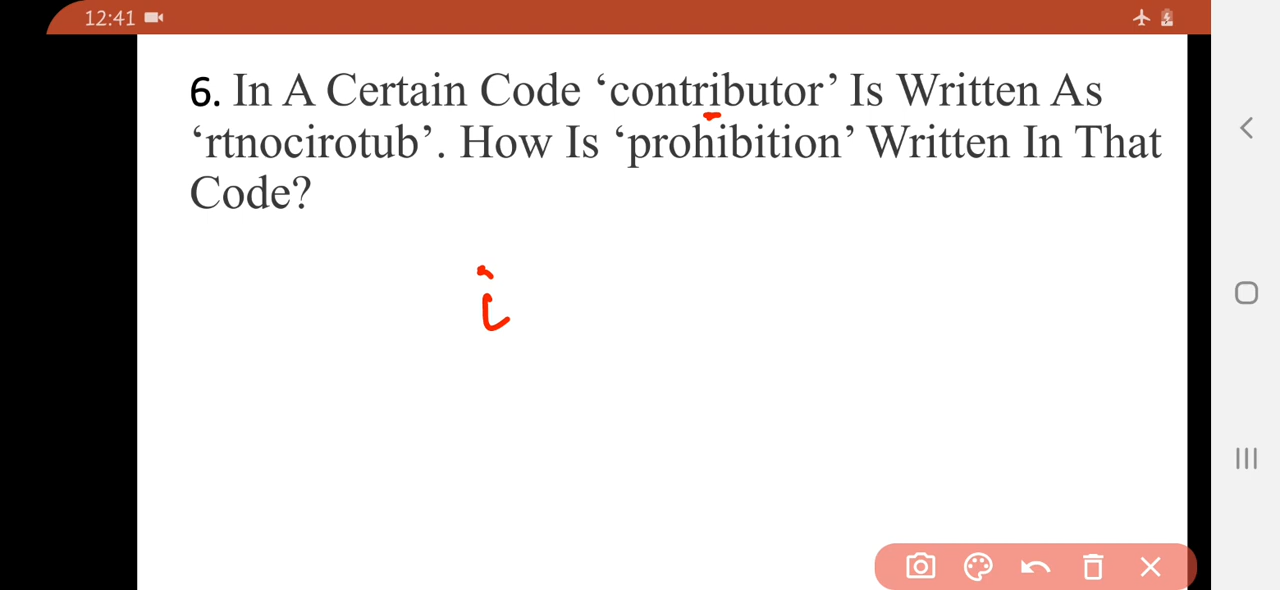 12:41
6. In A Certain Code ‘contributor’ Is Written As
‘rtnocirotub’. How Is ‘prohibition’ Written In That
Code?
i